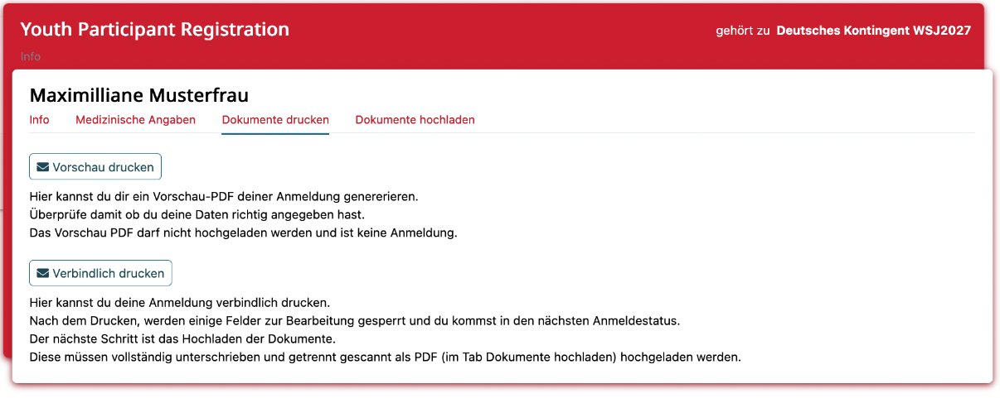 Youth Participant Registration
gehört zu Deutsches Kontingent WSJ2027
Info
Maximilliane Musterfrau
Info Medizinische Angaben Dokumente drucken Dokumente hochladen
Vorschau drucken
Hier kannst du dir ein Vorschau-PDF deiner Anmeldung genererieren.
Überprüfe damit ob du deine Daten richtig angegeben hast.
Das Vorschau PDF darf nicht hochgeladen werden und ist keine Anmeldung.
Verbindlich drucken
Hier kannst du deine Anmeldung verbindlich drucken.
Nach dem Drucken, werden einige Felder zur Bearbeitung gesperrt und du kommst in den nächsten Anmeldestatus.
Der nächste Schritt ist das Hochladen der Dokumente.
Diese müssen vollständig unterschrieben und getrennt gescannt als PDF (im Tab Dokumente hochladen) hochgeladen werden.